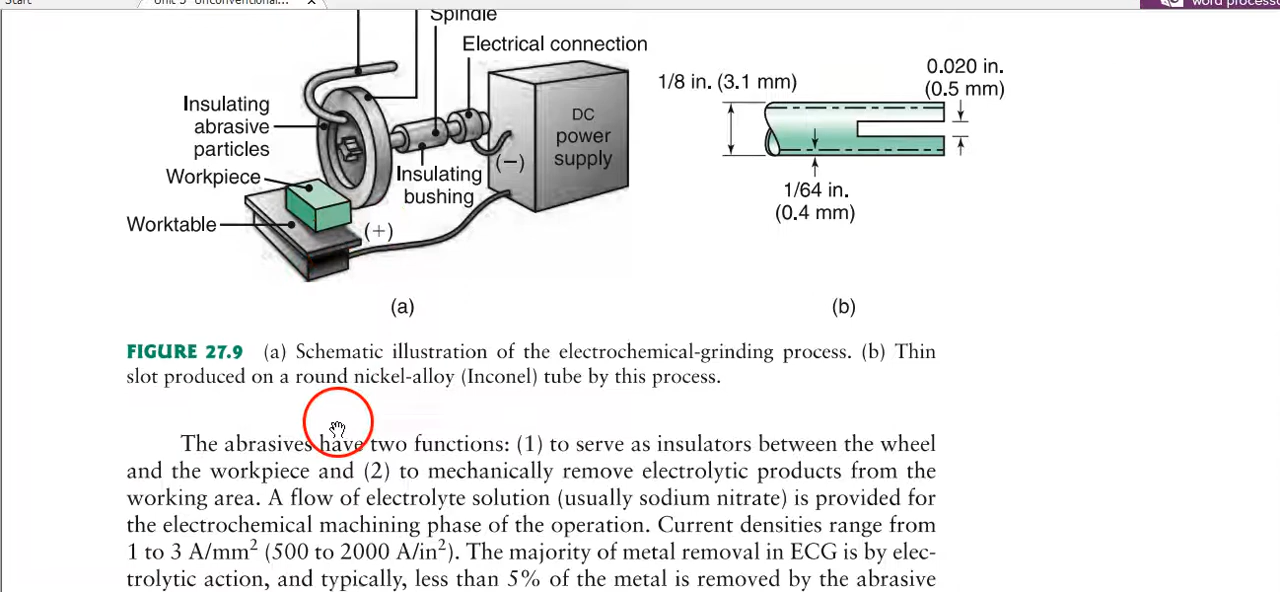 Start
Unit 5- Unconventional...
x
word process
Spindle
Electrical connection
Insulating
abrasive
particles
Workpiece
Worktable
Insulating
bushing
(−)
(+)
DC
power
supply
1/8 in. (3.1 mm)
0.020 in.
(0.5 mm)
1/64 in.
(0.4 mm)
(a)
(b)
FIGURE 27.9 (a) Schematic illustration of the electrochemical-grinding process. (b) Thin
slot produced on a round nickel-alloy (Inconel) tube by this process.
The abrasives have two functions: (1) to serve as insulators between the wheel
and the workpiece and (2) to mechanically remove electrolytic products from the
working area. A flow of electrolyte solution (usually sodium nitrate) is provided for
the electrochemical machining phase of the operation. Current densities range from
1 to 3 A/mm² (500 to 2000 A/in²). The majority of metal removal in ECG is by elec-
trolytic action, and typically, less than 5% of the metal is removed by the abrasive